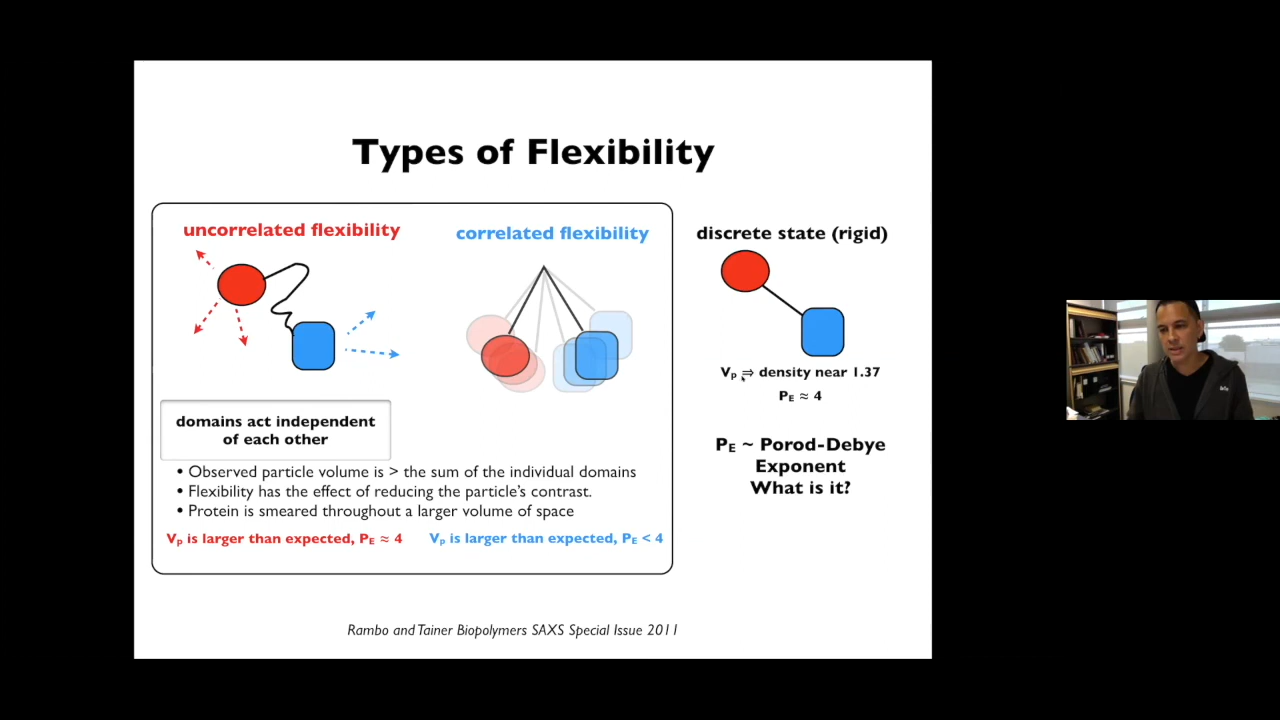 Types of Flexibility
uncorrelated flexibility
correlated flexibility
discrete state (rigid)
Vₚ ⇒ density near 1.37
P_E ≈ 4
domains act independent
of each other
• Observed particle volume is > the sum of the individual domains
• Flexibility has the effect of reducing the particle's contrast.
• Protein is smeared throughout a larger volume of space
Vₚ is larger than expected, P_E ≈ 4
Vₚ is larger than expected, P_E < 4
P_E ~ Porod-Debye
Exponent
What is it?
Rambo and Tainer Biopolymers SAXS Special Issue 2011